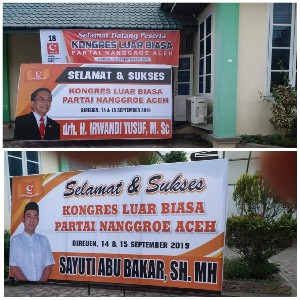 18
Selamat Datang Peserta
KONGRES LUAR BIASA
PARTAI NANGGROE ACEH
SELAMAT & SUKSES
KONGRES LUAR BIASA
PARTAI NANGGROE ACEH
BIREUEN, 14 & 15 SEPTEMBER 2019
drh. H. IRWANDI YUSUF, M. Sc
Selamat & Sukses
KONGRES LUAR BIASA
PARTAI NANGGROE ACEH
BIREUEN, 14 & 15 SEPTEMBER 2019
SAYUTI ABU BAKAR, SH. MH